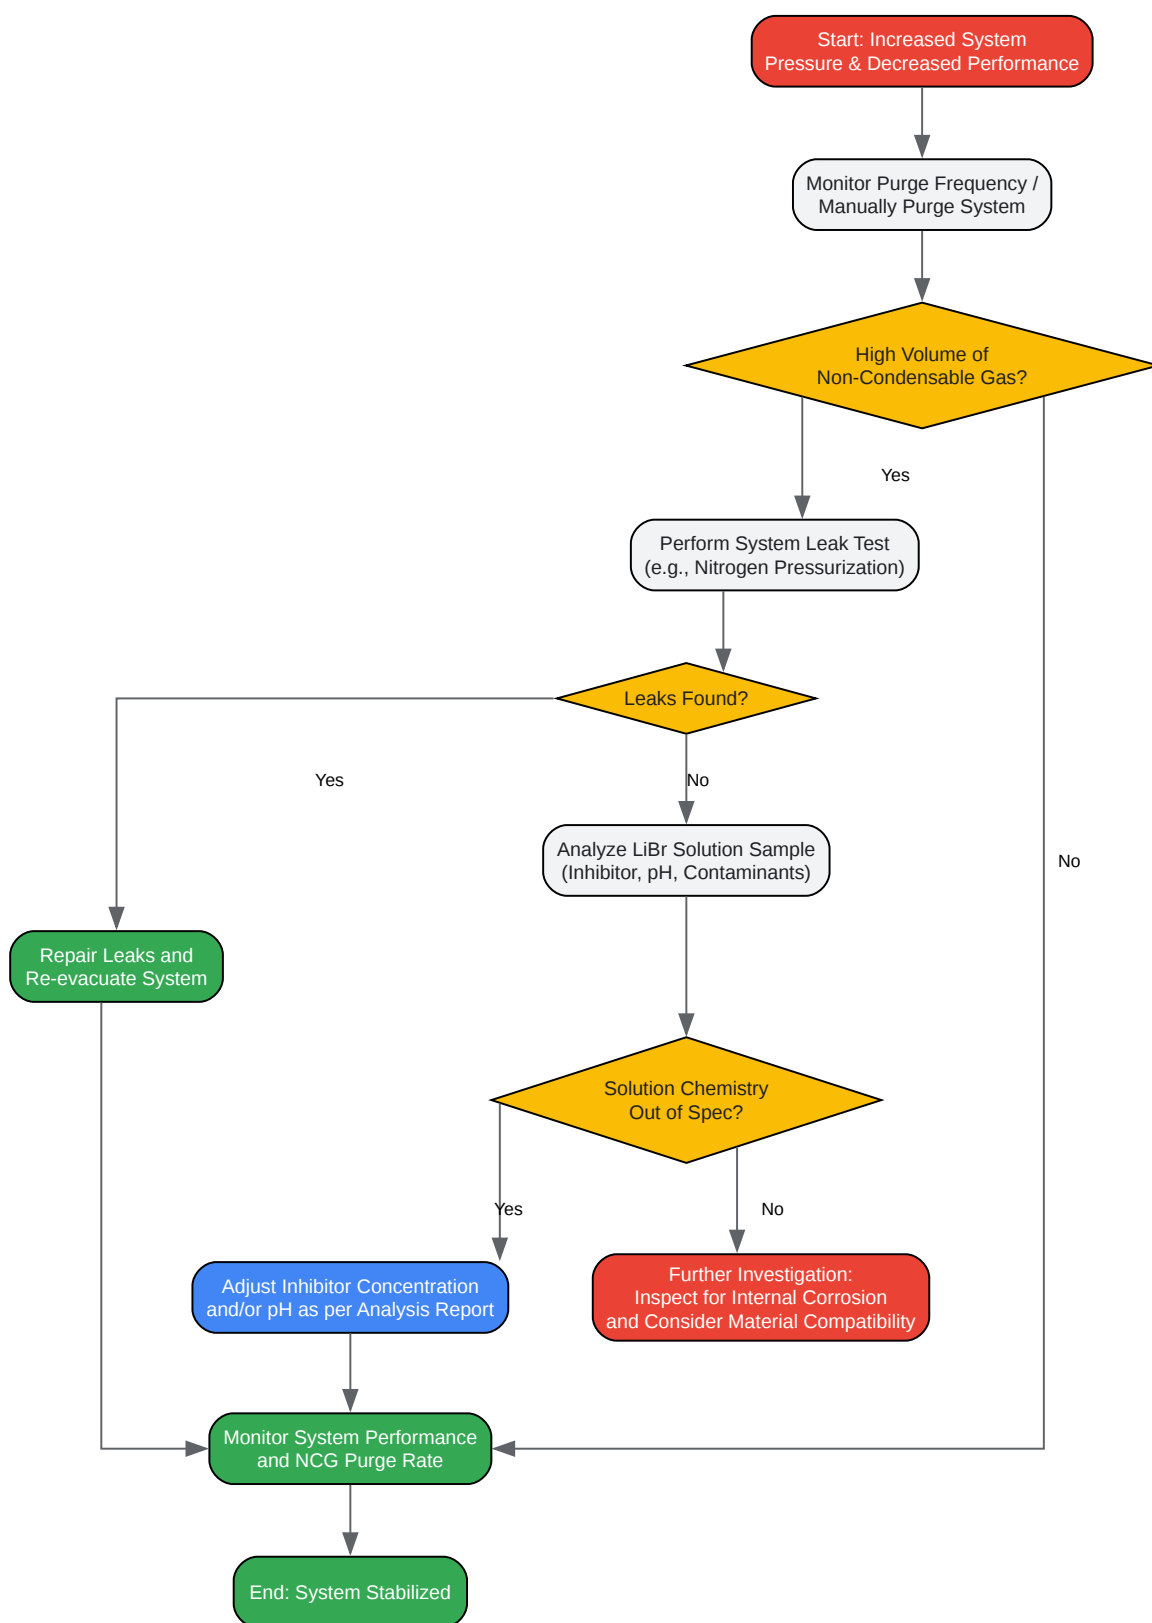 Start: Increased System
Pressure & Decreased Performance
Monitor Purge Frequency /
Manually Purge System
High Volume of
Non-Condensable Gas?
Yes
Perform System Leak Test
(e.g., Nitrogen Pressurization)
Leaks Found?
Yes
No
Analyze LiBr Solution Sample
(Inhibitor, pH, Contaminants)
No
Repair Leaks and
Re-evacuate System
Solution Chemistry
Out of Spec?
Yes
No
Adjust Inhibitor Concentration
and/or pH as per Analysis Report
Further Investigation:
Inspect for Internal Corrosion
and Consider Material Compatibility
Monitor System Performance
and NCG Purge Rate
End: System Stabilized